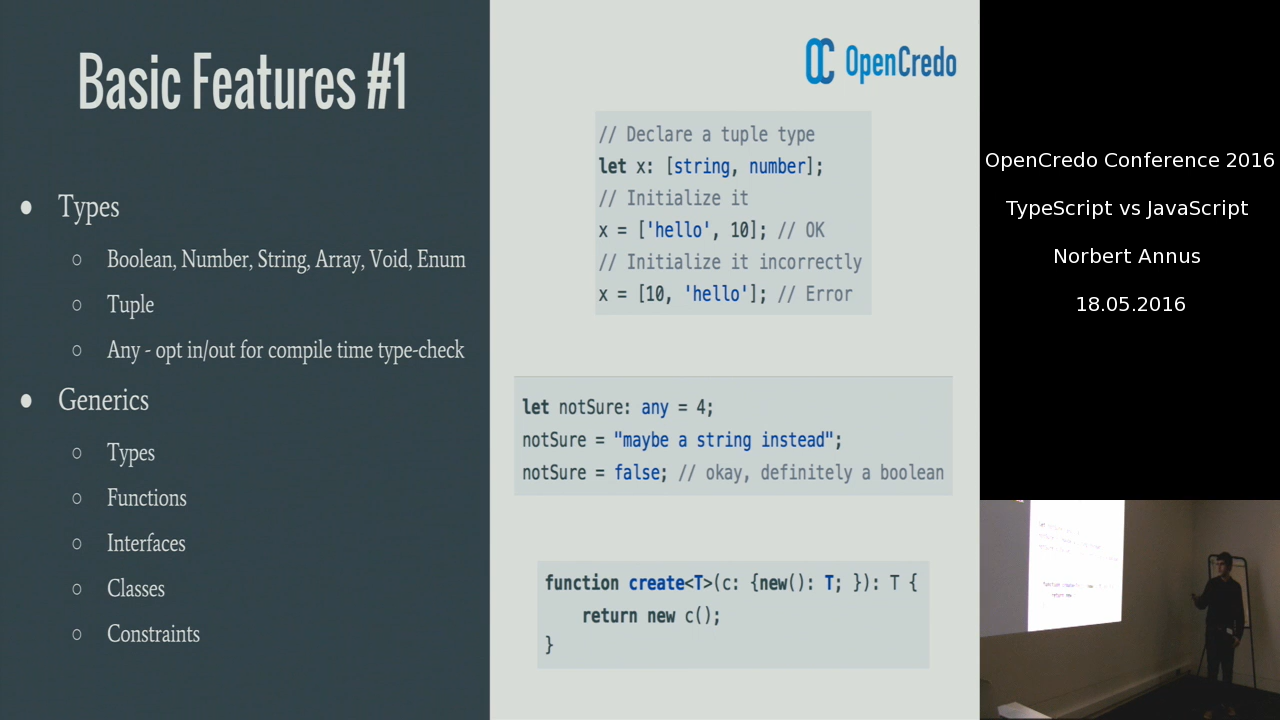 Basic Features #1
● Types
○ Boolean, Number, String, Array, Void, Enum
○ Tuple
○ Any - opt in/out for compile time type-check
● Generics
○ Types
○ Functions
○ Interfaces
○ Classes
○ Constraints
OpenCredo
// Declare a tuple type
let x: [string, number];
// Initialize it
x = ['hello', 10]; // OK
// Initialize it incorrectly
x = [10, 'hello']; // Error
let notSure: any = 4;
notSure = "maybe a string instead";
notSure = false; // okay, definitely a boolean
function create<T>(c: {new(): T; }): T {
    return new c();
}
OpenCredo Conference 2016
TypeScript vs JavaScript
Norbert Annus
18.05.2016